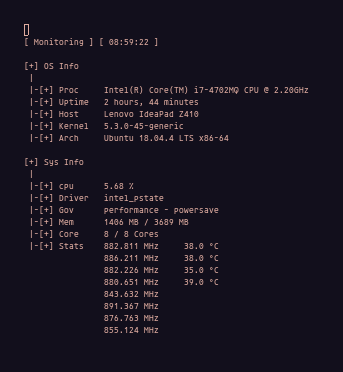 [ Monitoring ] [ 08:59:22 ]
[+] OS Info
|
|-[+] Proc Intel(R) Core(TM) i7-4702MQ CPU @ 2.20GHz
|-[+] Uptime 2 hours, 44 minutes
|-[+] Host Lenovo IdeaPad Z410
|-[+] Kernel 5.3.0-45-generic
|-[+] Arch Ubuntu 18.04.4 LTS x86-64
[+] Sys Info
|
|-[+] cpu 5.68 %
|-[+] Driver intel_pstate
|-[+] Gov performance - powersave
|-[+] Mem 1406 MB / 3689 MB
|-[+] Core 8 / 8 Cores
|-[+] Stats 882.811 MHz 38.0 °C
886.211 MHz 38.0 °C
882.226 MHz 35.0 °C
880.651 MHz 39.0 °C
843.632 MHz
891.367 MHz
876.763 MHz
855.124 MHz